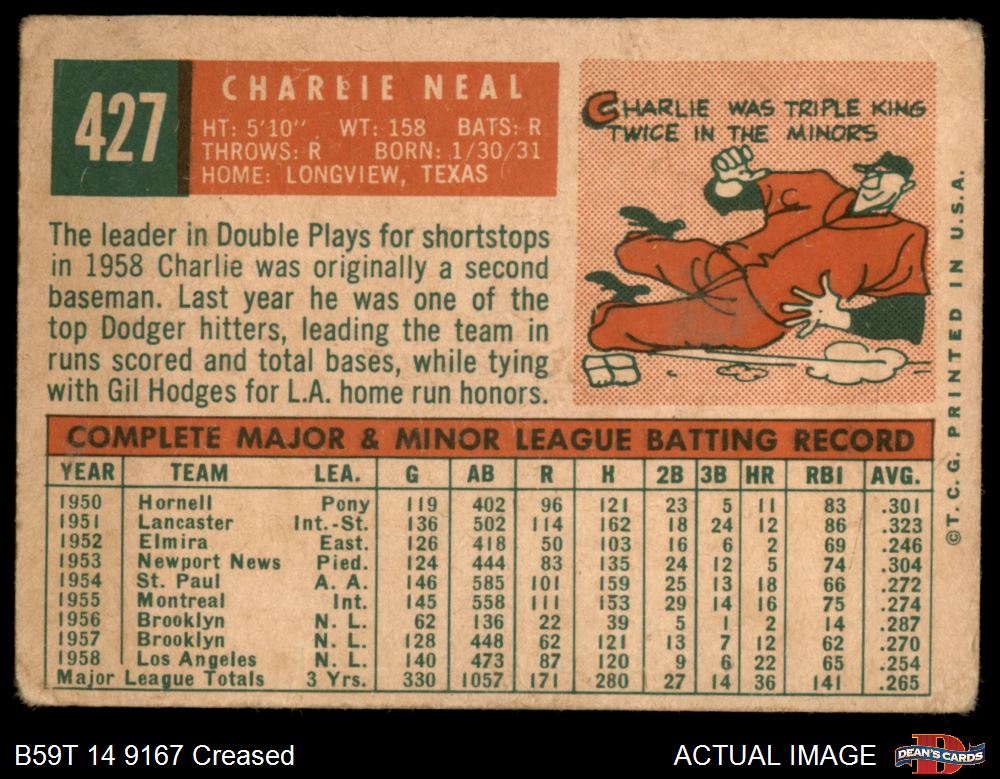 427
CHARLIE NEAL
HT: 5'10" WT: 158 BATS: R
THROWS: R BORN: 1/30/31
HOME: LONGVIEW, TEXAS
CHARLIE WAS TRIPLE KING
TWICE IN THE MINORS
The leader in Double Plays for shortstops
in 1958 Charlie was originally a second
baseman. Last year he was one of the
top Dodger hitters, leading the team in
runs scored and total bases, while tying
with Gil Hodges for L.A. home run honors.
©T.C.G. PRINTED IN U.S.A.
COMPLETE MAJOR & MINOR LEAGUE BATTING RECORD
YEAR TEAM LEA. G AB R H 2B 3B HR RBI AVG.
1950 Hornell Pony 119 402 96 121 23 5 11 83 .301
1951 Lancaster Int.-St. 136 502 114 162 18 24 12 86 .323
1952 Elmira East. 126 418 50 103 16 6 2 69 .246
1953 Newport News Pied. 124 444 83 135 24 12 5 74 .304
1954 St. Paul A. A. 146 585 101 159 25 13 18 66 .272
1955 Montreal Int. 145 558 111 153 29 14 16 75 .274
1956 Brooklyn N. L. 62 136 22 39 5 1 2 14 .287
1957 Brooklyn N. L. 128 448 62 121 13 7 12 62 .270
1958 Los Angeles N. L. 140 473 87 120 9 6 22 65 .254
Major League Totals 3 Yrs. 330 1057 171 280 27 14 36 141 .265
B59T 14 9167 Creased
ACTUAL IMAGE
D
DEAN'S CARDS